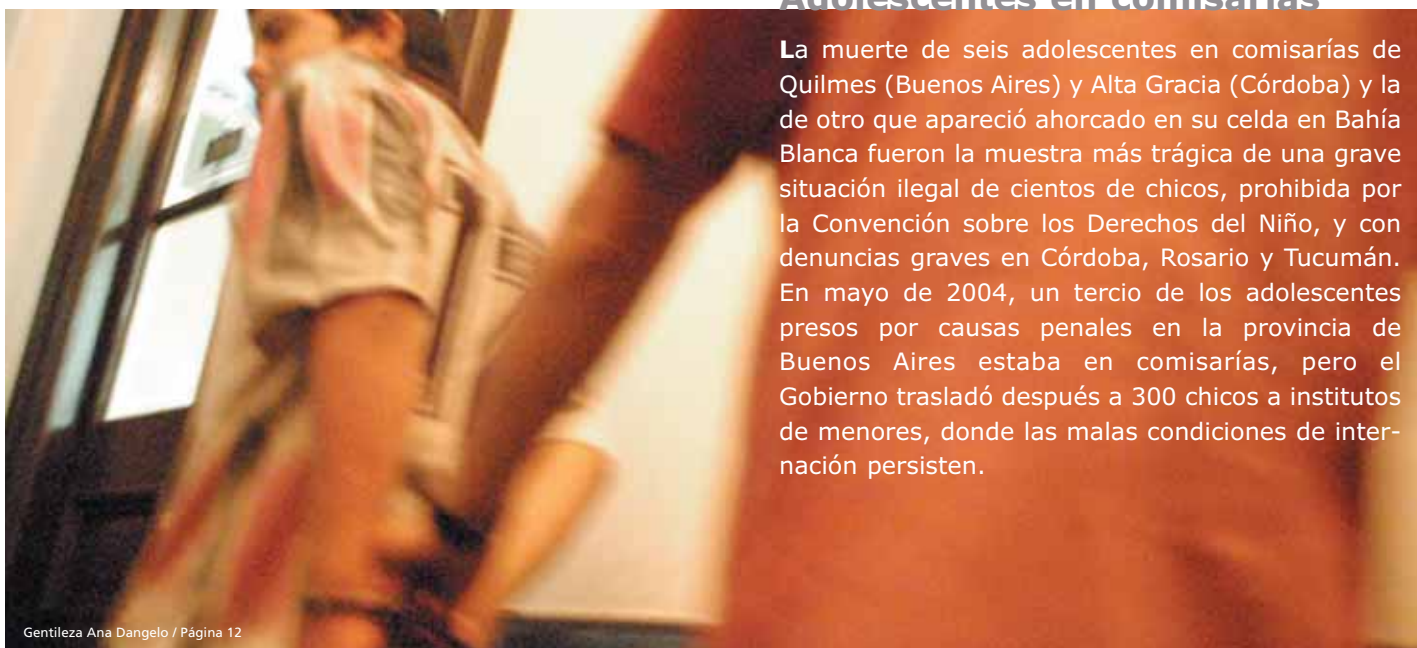 Adolescentes en comisarías
La muerte de seis adolescentes en comisarías de
Quilmes (Buenos Aires) y Alta Gracia (Córdoba) y la
de otro que apareció ahorcado en su celda en Bahía
Blanca fueron la muestra más trágica de una grave
situación ilegal de cientos de chicos, prohibida por
la Convención sobre los Derechos del Niño, y con
denuncias graves en Córdoba, Rosario y Tucumán.
En mayo de 2004, un tercio de los adolescentes
presos por causas penales en la provincia de
Buenos Aires estaba en comisarías, pero el
Gobierno trasladó después a 300 chicos a institutos
de menores, donde las malas condiciones de inter-
nación persisten.
Gentileza Ana Dangelo / Página 12